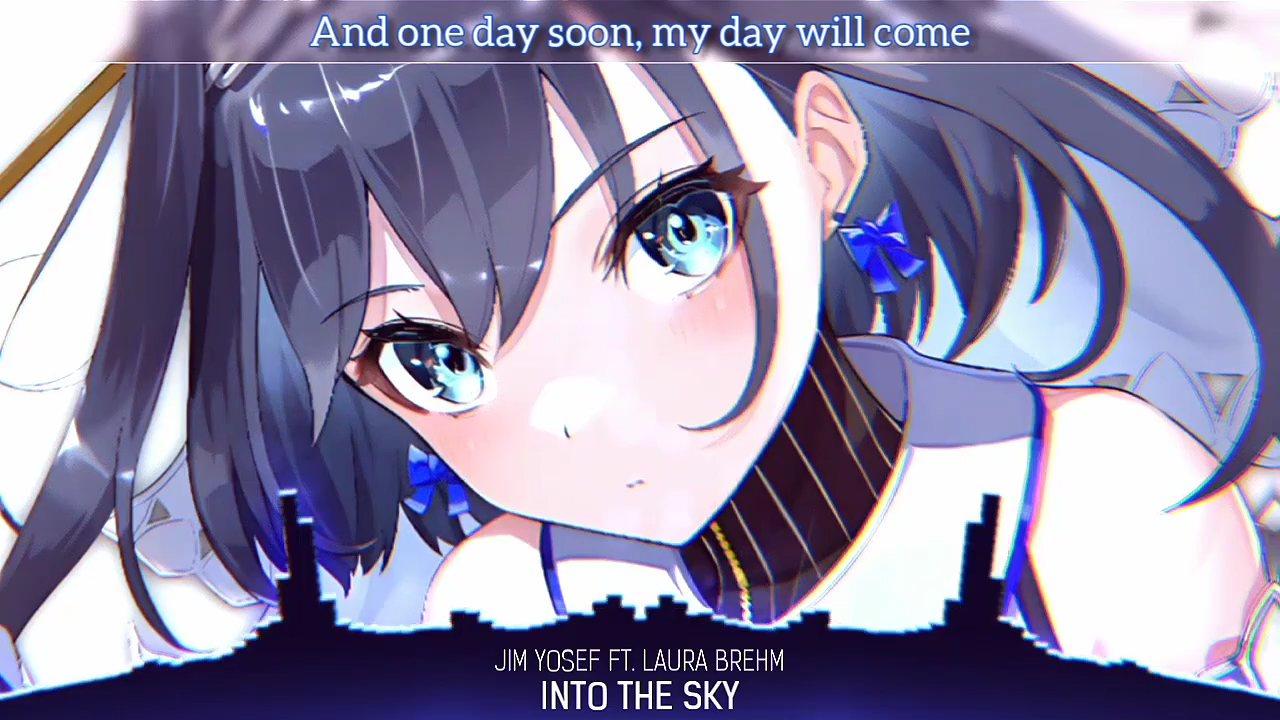 And one day soon, my day will come
JIM YOSEF FT. LAURA BREHM
INTO THE SKY